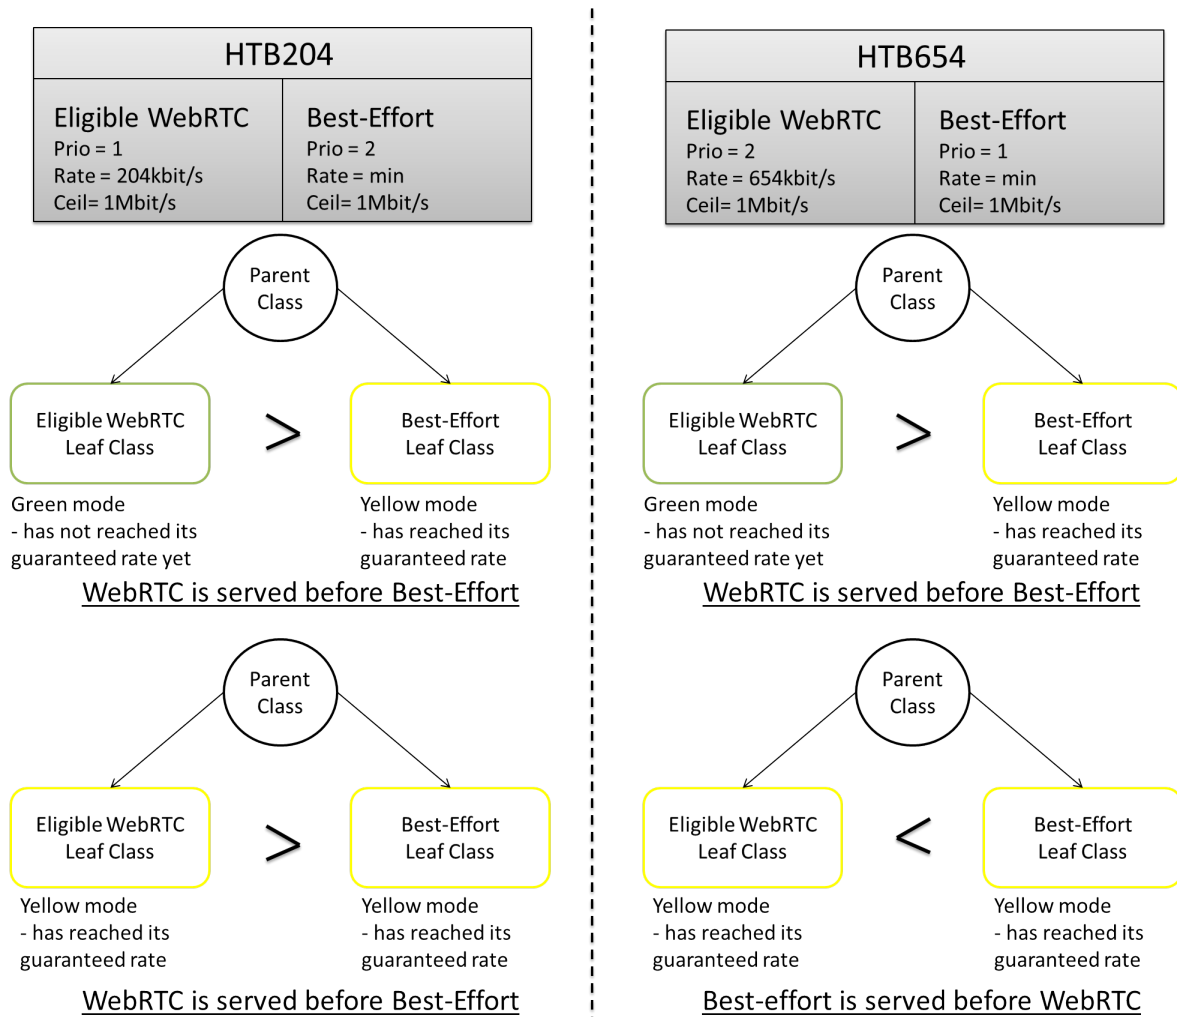 HTB204
Eligible WebRTC
Prio = 1
Rate = 204kbit/s
Ceil= 1Mbit/s
Best-Effort
Prio = 2
Rate = min
Ceil= 1Mbit/s
Parent
Class
Eligible WebRTC
Leaf Class
>
Best-Effort
Leaf Class
Green mode
- has not reached its
guaranteed rate yet
Yellow mode
- has reached its
guaranteed rate
WebRTC is served before Best-Effort
Parent
Class
Eligible WebRTC
Leaf Class
>
Best-Effort
Leaf Class
Yellow mode
- has reached its
guaranteed rate
Yellow mode
- has reached its
guaranteed rate
WebRTC is served before Best-Effort
HTB654
Eligible WebRTC
Prio = 2
Rate = 654kbit/s
Ceil= 1Mbit/s
Best-Effort
Prio = 1
Rate = min
Ceil= 1Mbit/s
Parent
Class
Eligible WebRTC
Leaf Class
>
Best-Effort
Leaf Class
Green mode
- has not reached its
guaranteed rate yet
Yellow mode
- has reached its
guaranteed rate
WebRTC is served before Best-Effort
Parent
Class
Eligible WebRTC
Leaf Class
<
Best-Effort
Leaf Class
Yellow mode
- has reached its
guaranteed rate
Yellow mode
- has reached its
guaranteed rate
Best-effort is served before WebRTC